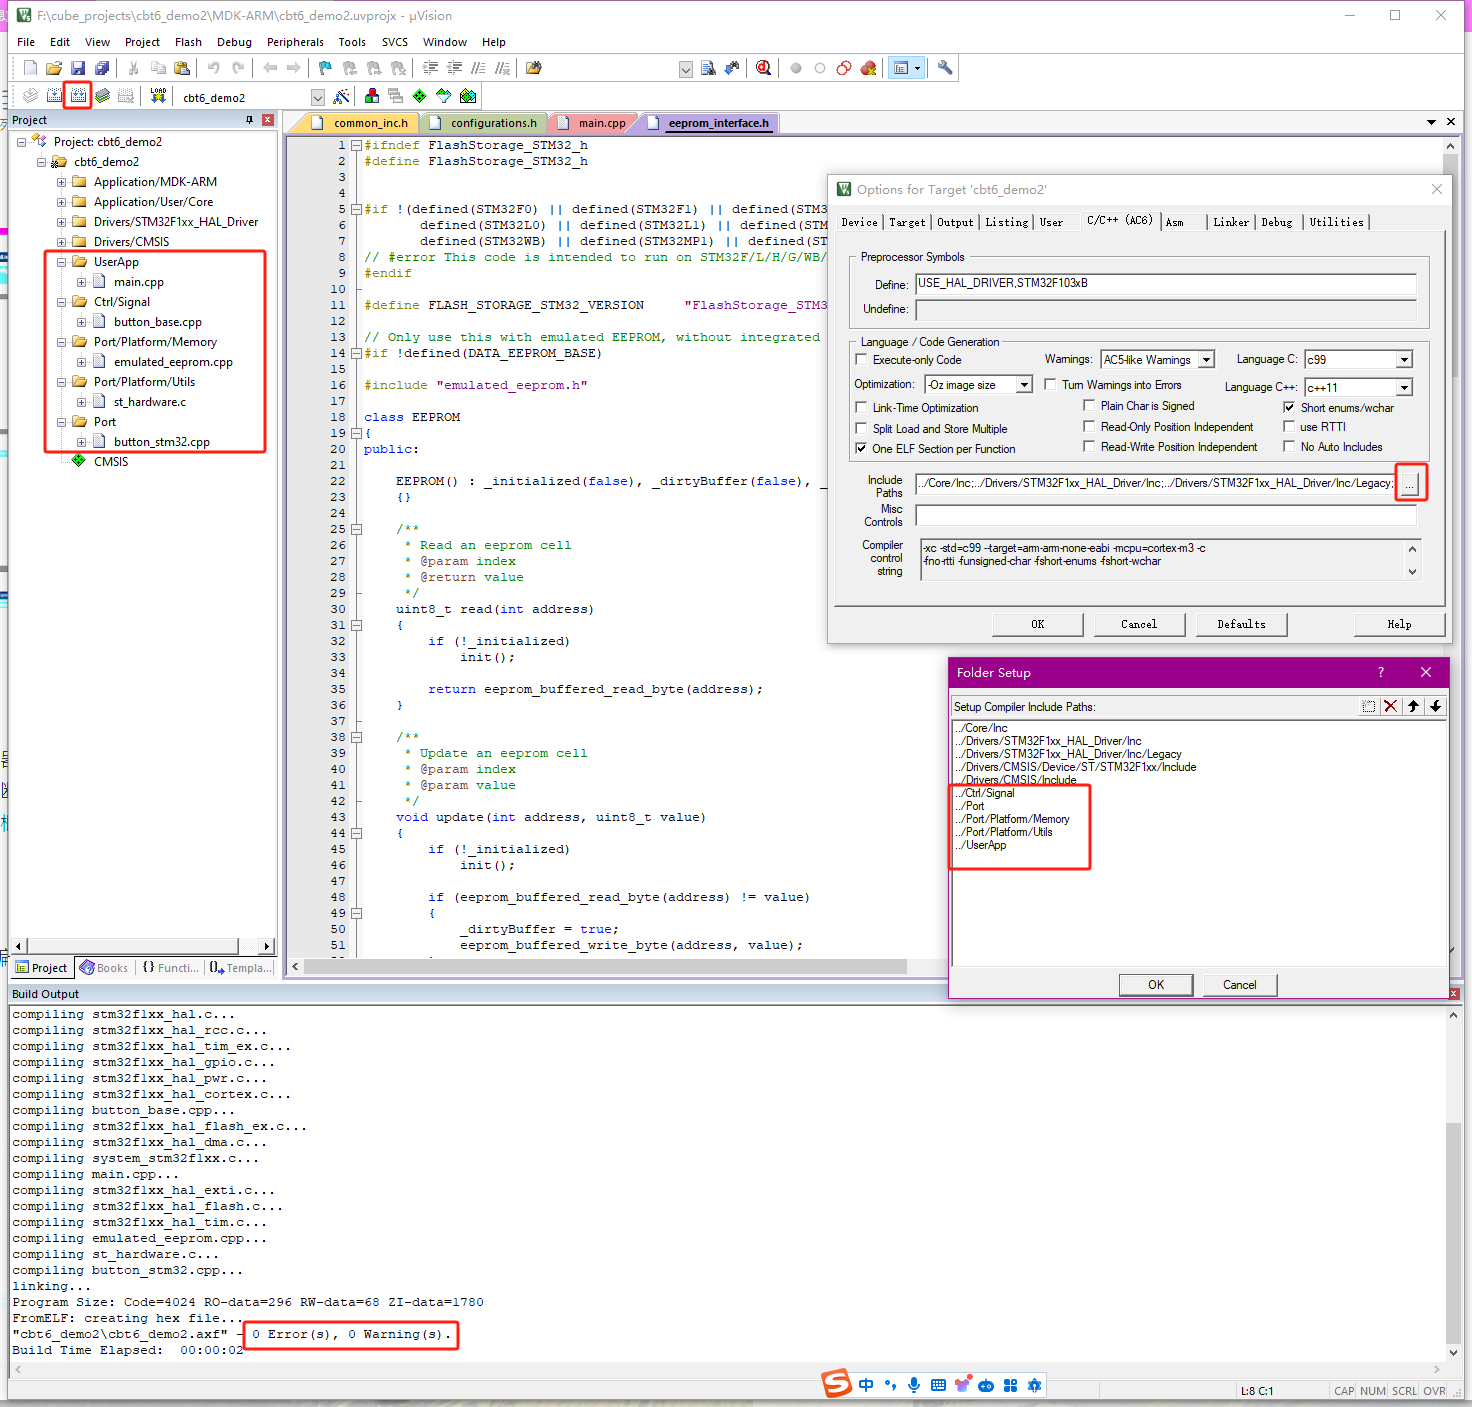 F:\cube_projects\cbt6_demo2\MDK-ARM\cbt6_demo2.uvprojx - µVision
File Edit View Project Flash Debug Peripherals Tools SVCS Window Help
LOAD cbt6_demo2
Project
Project: cbt6_demo2
cbt6_demo2
Application/MDK-ARM
Application/User/Core
Drivers/STM32F1xx_HAL_Driver
Drivers/CMSIS
UserApp
main.cpp
Ctrl/Signal
button_base.cpp
Port/Platform/Memory
emulated_eeprom.cpp
Port/Platform/Utils
st_hardware.c
Port
button_stm32.cpp
CMSIS
Project Books {} Functi... Templa...
common_inc.h configurations.h main.cpp eeprom_interface.h
1 #ifndef FlashStorage_STM32_h
2 #define FlashStorage_STM32_h
3
4
5 #if !(defined(STM32F0) || defined(STM32F1) || defined(STM3
6 defined(STM32L0) || defined(STM32L1) || defined(STM
7 defined(STM32WB) || defined(STM32MP1) || defined(ST
8 // #error This code is intended to run on STM32F/L/H/G/WB/
9 #endif
10
11 #define FLASH_STORAGE_STM32_VERSION "FlashStorage_STM3
12
13 // Only use this with emulated EEPROM, without integrated
14 #if !defined(DATA_EEPROM_BASE)
15
16 #include "emulated_eeprom.h"
17
18 class EEPROM
19 {
20 public:
21
22 EEPROM() : _initialized(false), _dirtyBuffer(false), _
23 {}
24
25 /**
26 * Read an eeprom cell
27 * @param index
28 * @return value
29 */
30 uint8_t read(int address)
31 {
32 if (!_initialized)
33 init();
34
35 return eeprom_buffered_read_byte(address);
36 }
37
38 /**
39 * Update an eeprom cell
40 * @param index
41 * @param value
42 */
43 void update(int address, uint8_t value)
44 {
45 if (!_initialized)
46 init();
47
48 if (eeprom_buffered_read_byte(address) != value)
49 {
50 _dirtyBuffer = true;
51 eeprom_buffered_write_byte(address, value);
Options for Target 'cbt6_demo2'
Device Target Output Listing User C/C++ (AC6) Asm Linker Debug Utilities
Preprocessor Symbols
Define: USE_HAL_DRIVER,STM32F103xB
Undefine:
Language / Code Generation
Execute-only Code Warnings: AC5-like Warnings Language C: c99
Optimization: -Oz image size Turn Warnings into Errors Language C++: c++11
Link-Time Optimization Plain Char is Signed Short enums/wchar
Split Load and Store Multiple Read-Only Position Independent use RTTI
One ELF Section per Function Read-Write Position Independent No Auto Includes
Include Paths ../Core/Inc;../Drivers/STM32F1xx_HAL_Driver/Inc;../Drivers/STM32F1xx_HAL_Driver/Inc/Legacy; ...
Misc Controls
Compiler control string
-xc -std=c99 --target=arm-arm-none-eabi -mcpu=cortex-m3 -c
-fno-rtti -funsigned-char -fshort-enums -fshort-wchar
OK Cancel Defaults Help
Folder Setup ?
Setup Compiler Include Paths:
../Core/Inc
../Drivers/STM32F1xx_HAL_Driver/Inc
../Drivers/STM32F1xx_HAL_Driver/Inc/Legacy
../Drivers/CMSIS/Device/ST/STM32F1xx/Include
../Drivers/CMSIS/Include
../Ctrl/Signal
../Port
../Port/Platform/Memory
../Port/Platform/Utils
../UserApp
OK Cancel
Build Output
compiling stm32f1xx_hal.c...
compiling stm32f1xx_hal_rcc.c...
compiling stm32f1xx_hal_tim_ex.c...
compiling stm32f1xx_hal_gpio.c...
compiling stm32f1xx_hal_pwr.c...
compiling stm32f1xx_hal_cortex.c...
compiling button_base.cpp...
compiling stm32f1xx_hal_flash_ex.c...
compiling stm32f1xx_hal_dma.c...
compiling system_stm32f1xx.c...
compiling main.cpp...
compiling stm32f1xx_hal_exti.c...
compiling stm32f1xx_hal_flash.c...
compiling stm32f1xx_hal_tim.c...
compiling emulated_eeprom.cpp...
compiling st_hardware.c...
compiling button_stm32.cpp...
linking...
Program Size: Code=4024 RO-data=296 RW-data=68 ZI-data=1780
FromELF: creating hex file...
"cbt6_demo2\cbt6_demo2.axf" - 0 Error(s), 0 Warning(s).
Build Time Elapsed: 00:00:02
中
L:8 C:1 CAP NUM SCRL OVR